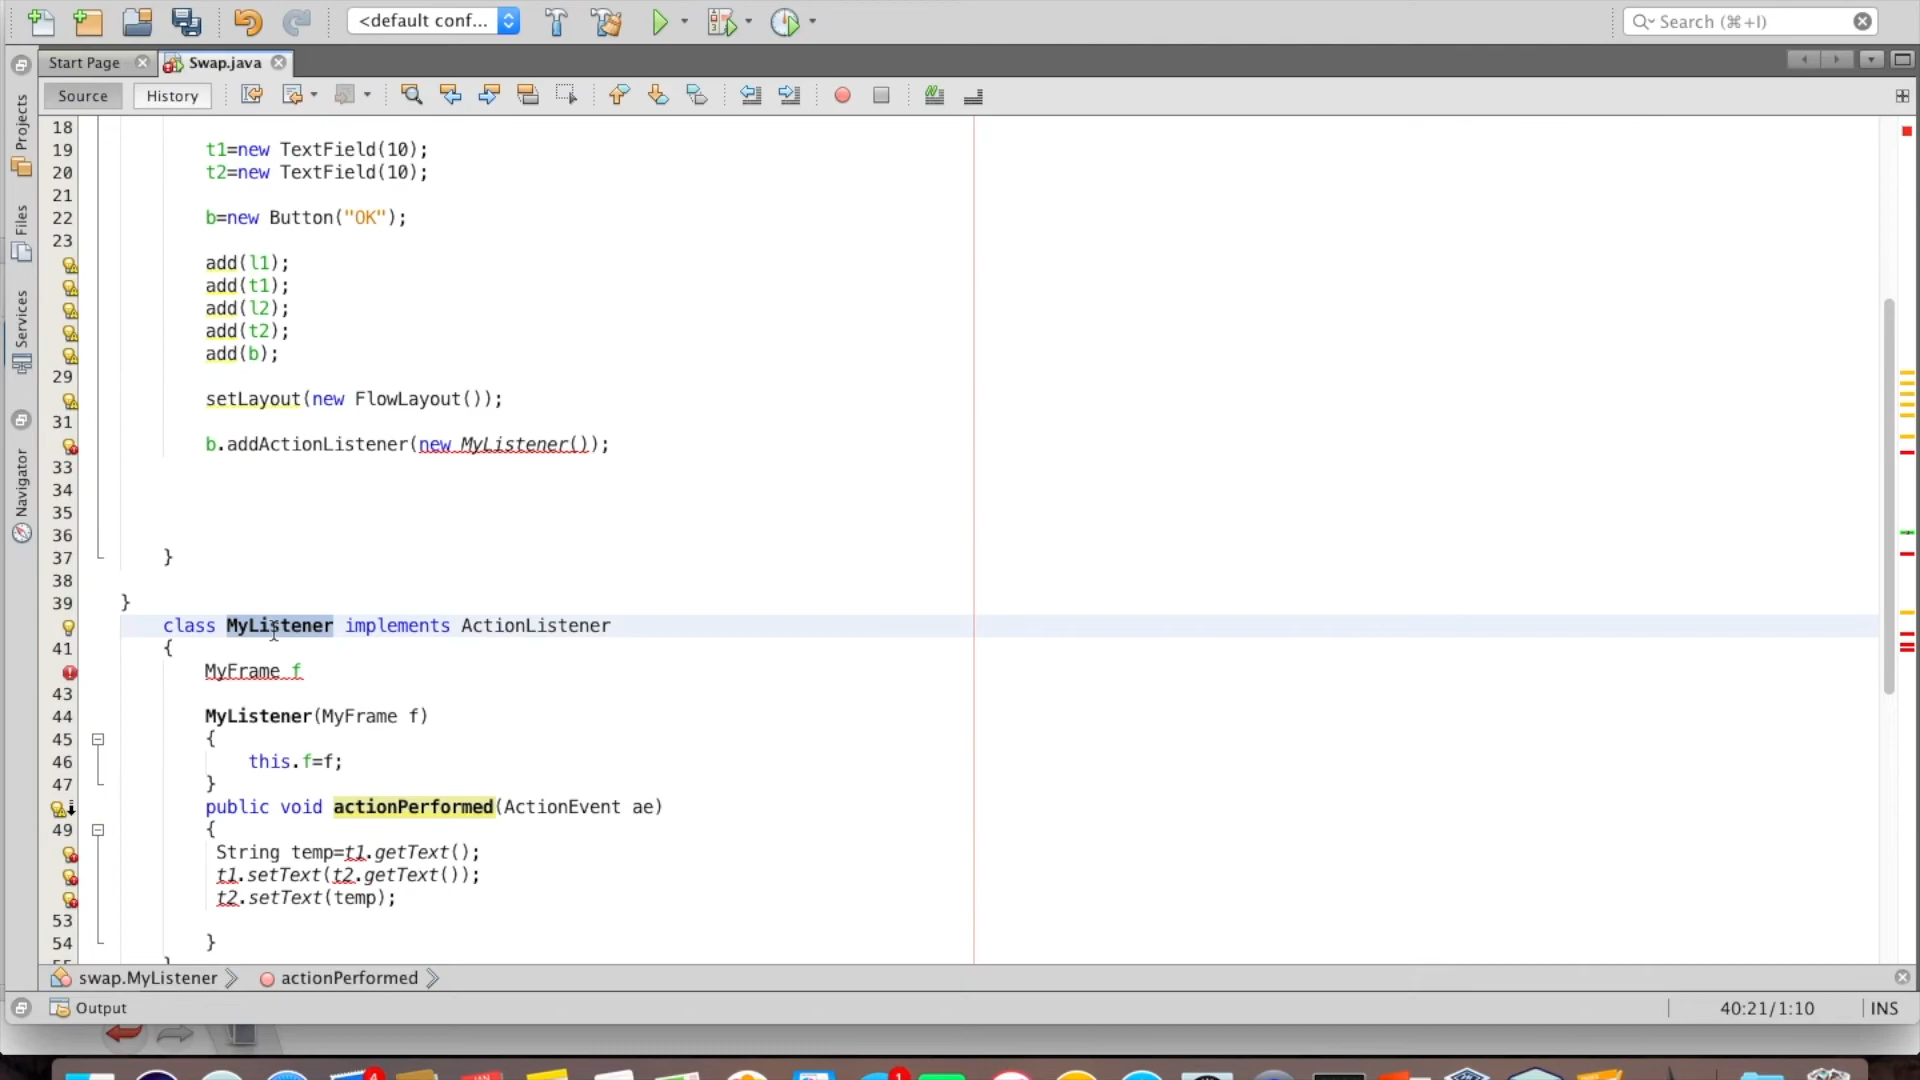 <default conf...
Search (⌘+I)
Start Page
Swap.java
Source
History
Projects
Files
Services
Navigator
18
19 t1=new TextField(10);
20 t2=new TextField(10);
21
22 b=new Button("OK");
23
add(l1);
add(t1);
add(l2);
add(t2);
add(b);
29
setLayout(new FlowLayout());
31
b.addActionListener(new MyListener());
33
34
35
36
37 }
38
39 }
class MyListener implements ActionListener
41 {
MyFrame f
43
44 MyListener(MyFrame f)
45 {
46 this.f=f;
47 }
public void actionPerformed(ActionEvent ae)
49 {
String temp=t1.getText();
t1.setText(t2.getText());
t2.setText(temp);
53
54 }
swap.MyListener
actionPerformed
Output
40:21/1:10
INS
4
1